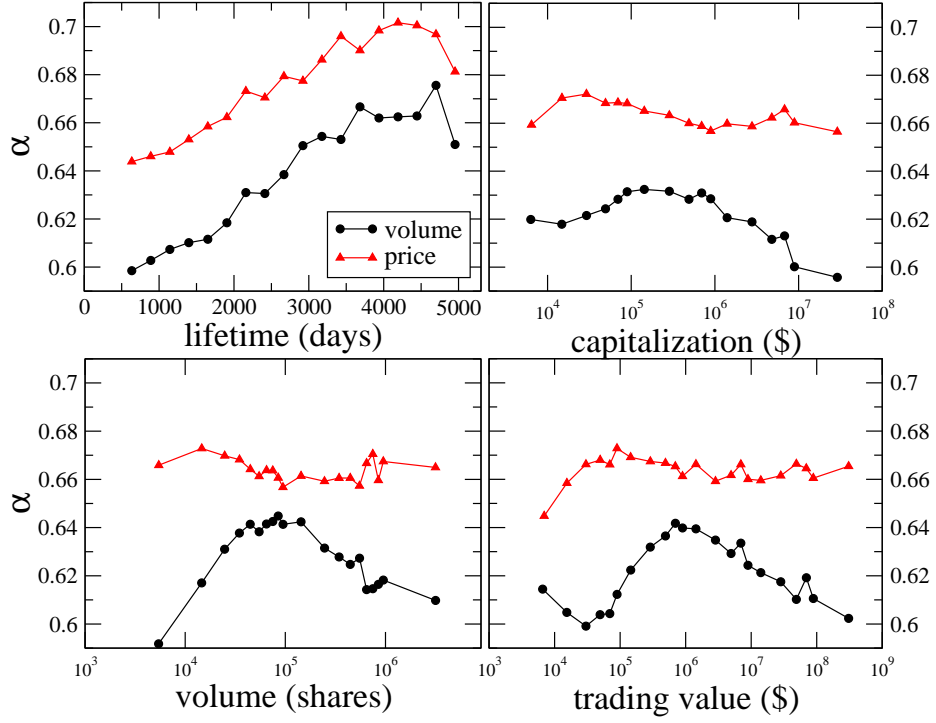 0.7
0.68
0.66
0.64
0.62
0.6
α
0 1000 2000 3000 4000 5000
lifetime (days)
volume
price
10^4 10^5 10^6 10^7 10^8
capitalization ($)
0.7
0.68
0.66
0.64
0.62
0.6
0.7
0.68
0.66
0.64
0.62
0.6
α
10^3 10^4 10^5 10^6
volume (shares)
10^3 10^4 10^5 10^6 10^7 10^8 10^9
trading value ($)
0.7
0.68
0.66
0.64
0.62
0.6